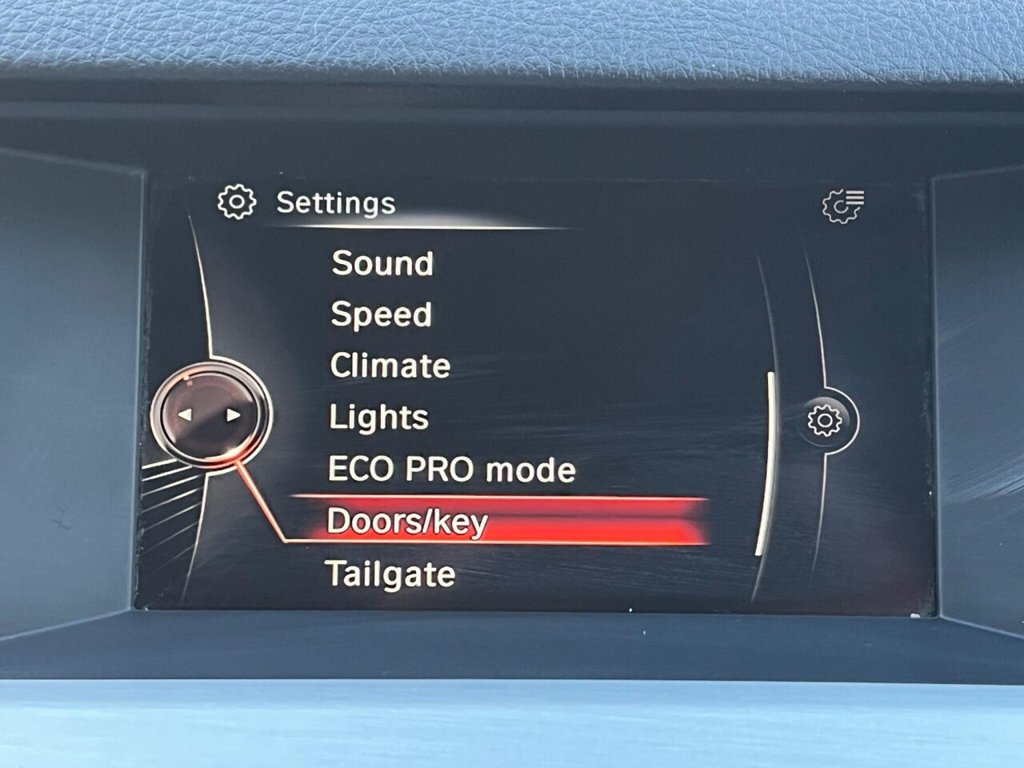 Settings
Sound
Speed
Climate
Lights
ECO PRO mode
Doors/key
Tailgate